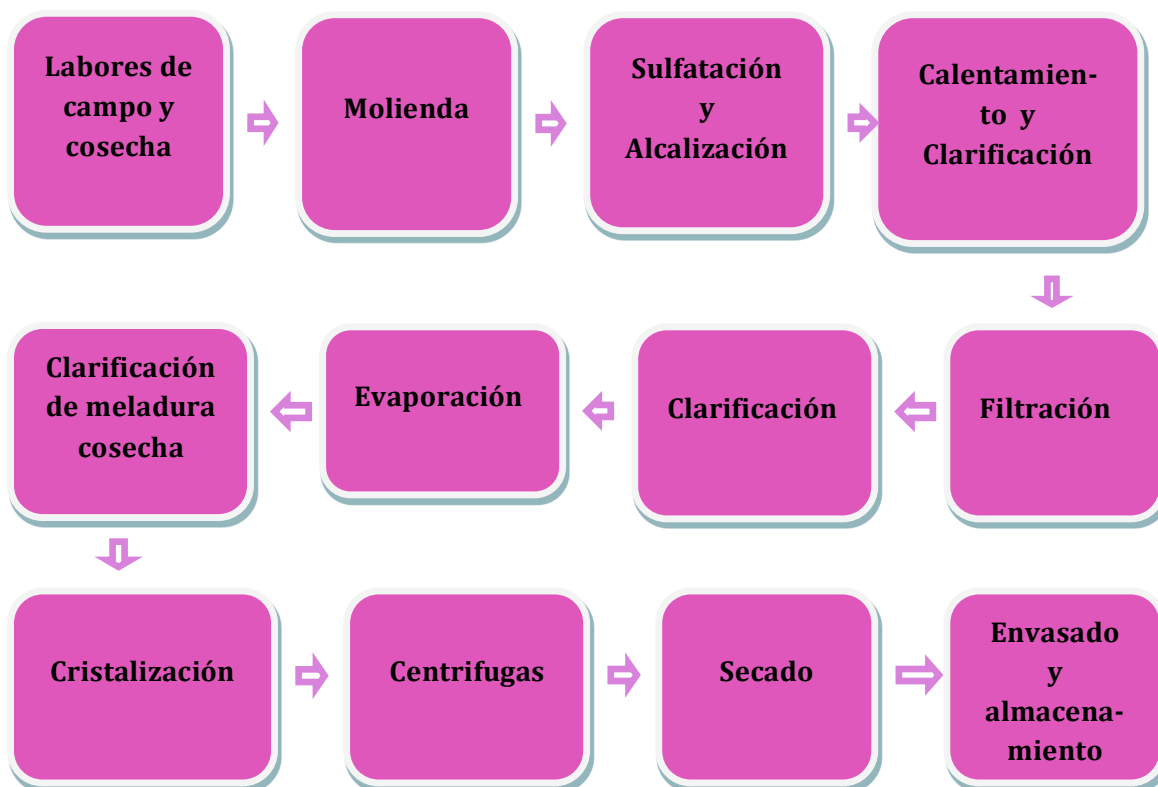 Labores de
campo y
cosecha
Molienda
Sulfatación
y
Alcalización
Calentamien-
to y
Clarificación
Filtración
Clarificación
Evaporación
Clarificación
de meladura
cosecha
Cristalización
Centrifugas
Secado
Envasado
y
almacena-
miento